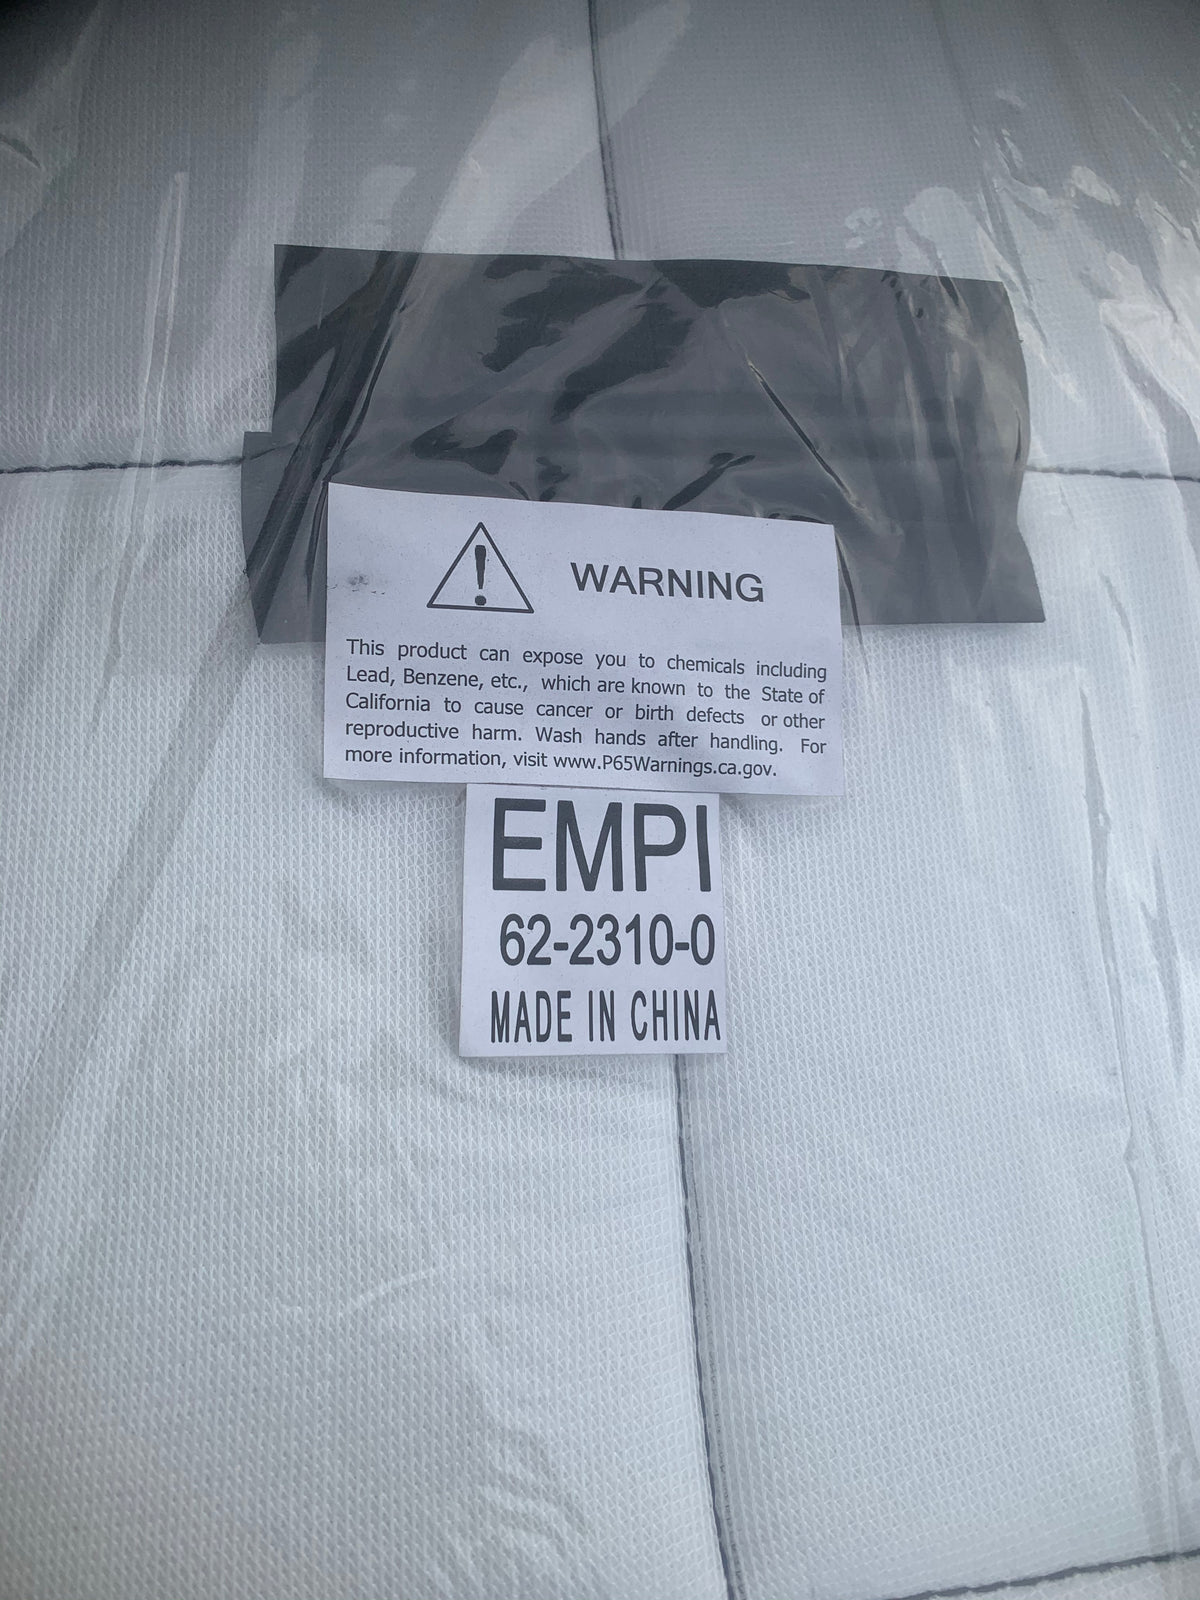 WARNING
This product can expose you to chemicals including
Lead, Benzene, etc., which are known to the State of
California to cause cancer or birth defects or other
reproductive harm. Wash hands after handling. For
more information, visit www.P65Warnings.ca.gov.
EMPI
62-2310-0
MADE IN CHINA